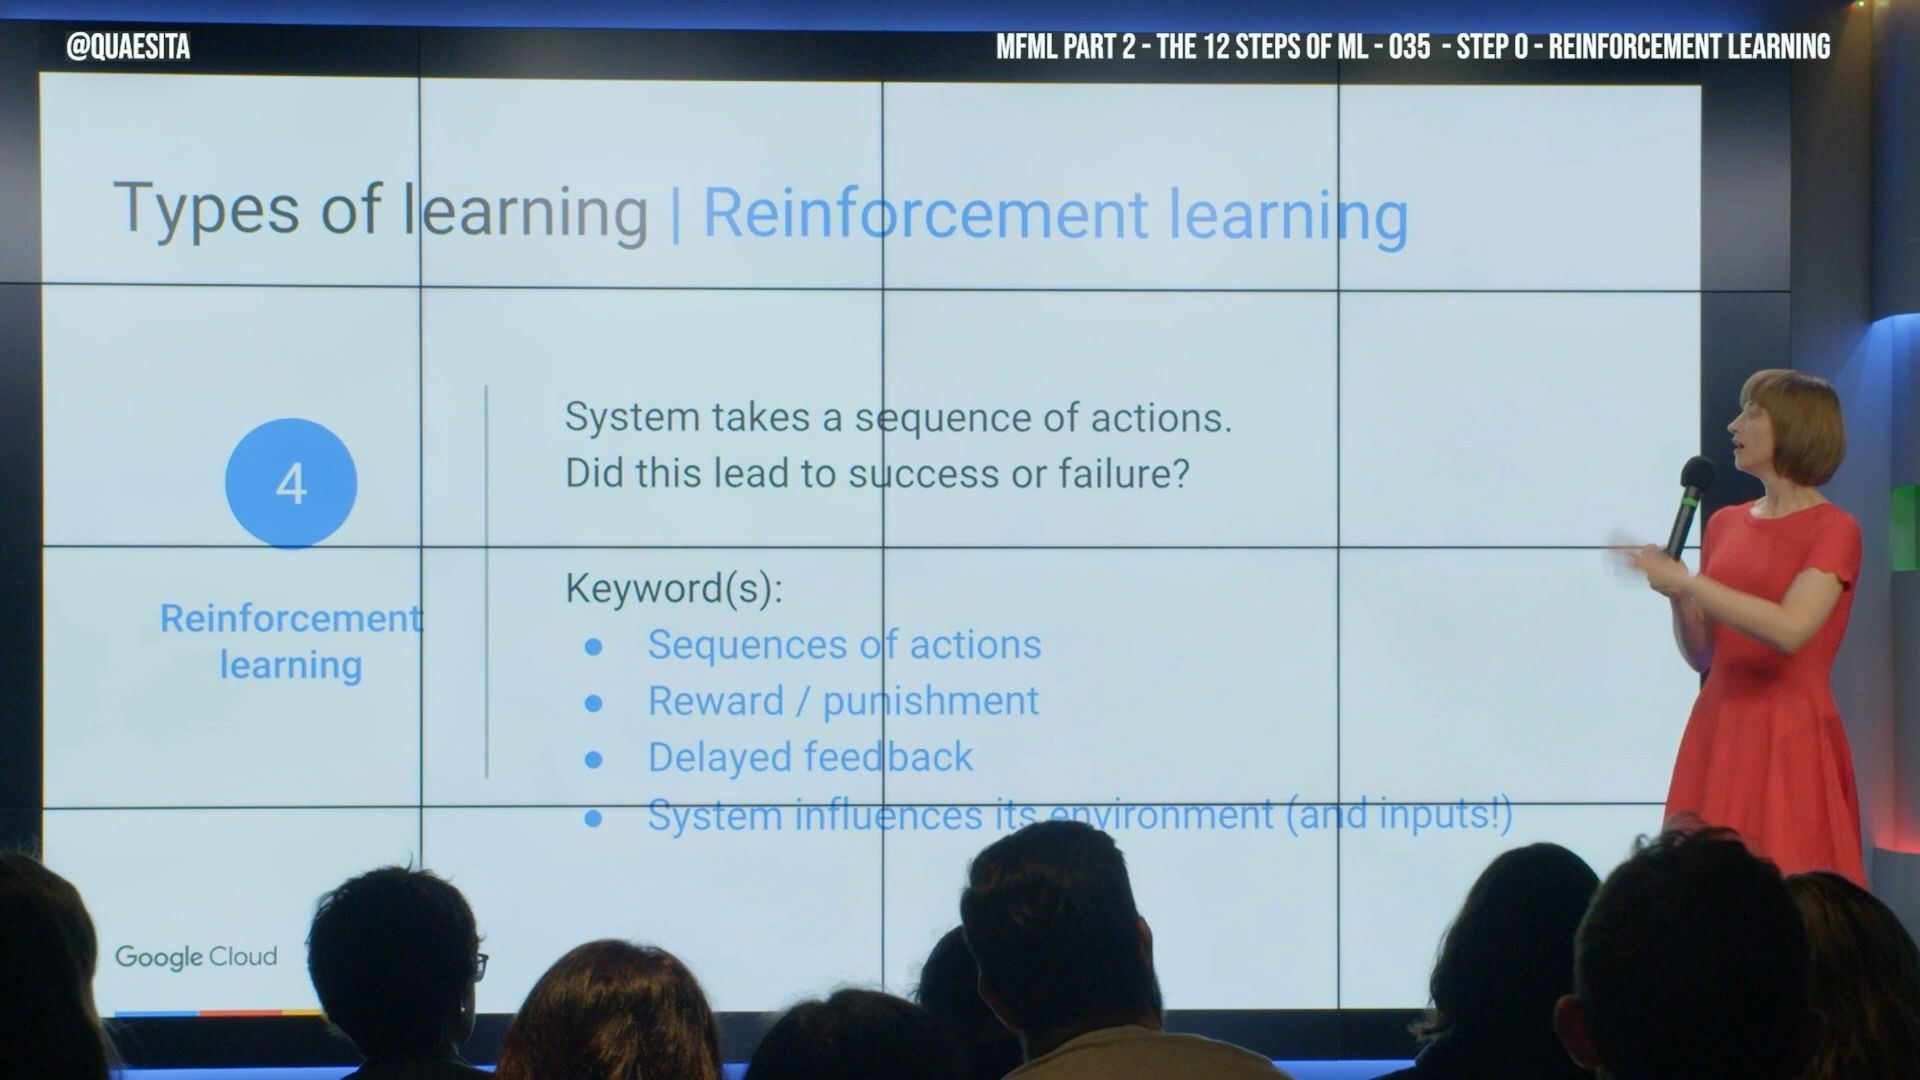 @QUAESITA
MFML PART 2 - THE 12 STEPS OF ML - 035 - STEP 0 - REINFORCEMENT LEARNING
Types of learning | Reinforcement learning
4
Reinforcement
learning
System takes a sequence of actions.
Did this lead to success or failure?
Keyword(s):
● Sequences of actions
● Reward / punishment
● Delayed feedback
● System influences its environment (and inputs!)
Google Cloud